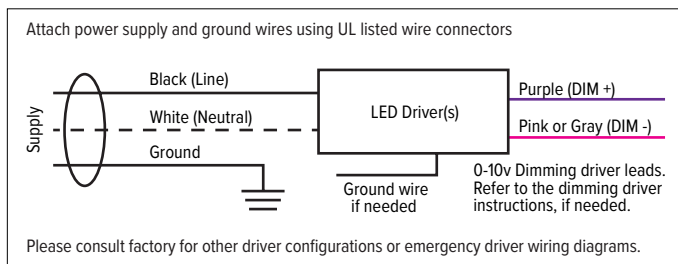 Attach power supply and ground wires using UL listed wire connectors
Supply
Black (Line)
White (Neutral)
Ground
LED Driver(s)
Ground wire
if needed
Purple (DIM +)
Pink or Gray (DIM -)
0-10v Dimming driver leads.
Refer to the dimming driver
instructions, if needed.
Please consult factory for other driver configurations or emergency driver wiring diagrams.